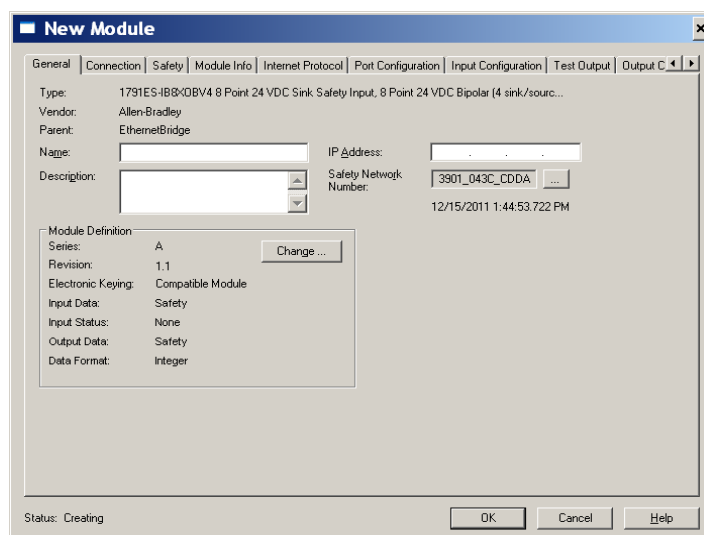 New Module
General Connection Safety Module Info Internet Protocol Port Configuration Input Configuration Test Output Output C
Type: 1791ES-IB8XOBV4 8 Point 24 VDC Sink Safety Input, 8 Point 24 VDC Bipolar (4 sink/sourc...
Vendor: Allen-Bradley
Parent: EthernetBridge
Name: IP Address: . . .
Description: Safety Network Number: 3901_043C_CDDA ...
12/15/2011 1:44:53.722 PM
Module Definition
Series: A Change ...
Revision: 1.1
Electronic Keying: Compatible Module
Input Data: Safety
Input Status: None
Output Data: Safety
Data Format: Integer
Status: Creating OK Cancel Help